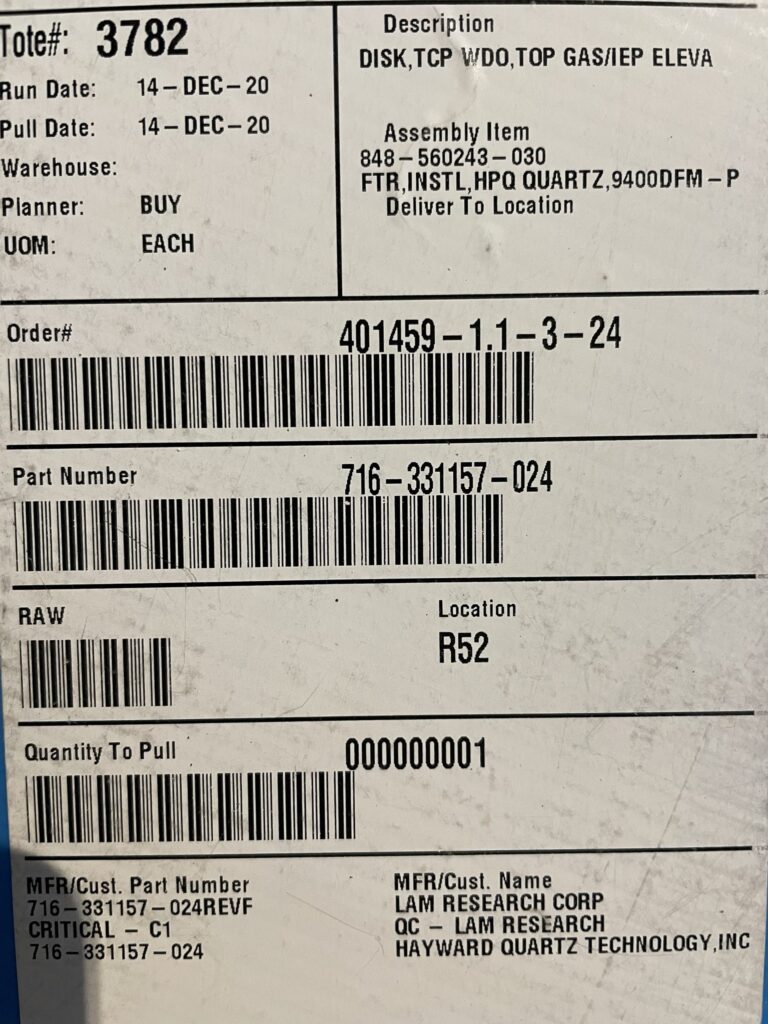 Tote#: 3782
Run Date: 14-DEC-20
Pull Date: 14-DEC-20
Warehouse:
Planner: BUY
UOM: EACH
Description
DISK,TCP WDO,TOP GAS/IEP ELEVA
Assembly Item
848-560243-030
FTR,INSTL,HPQ QUARTZ,9400DFM-P
Deliver To Location
Order# 401459-1.1-3-24
Part Number 716-331157-024
RAW
Location
R52
Quantity To Pull 000000001
MFR/Cust. Part Number
716-331157-024REVF
CRITICAL - C1
716-331157-024
MFR/Cust. Name
LAM RESEARCH CORP
QC - LAM RESEARCH
HAYWARD QUARTZ TECHNOLOGY,INC